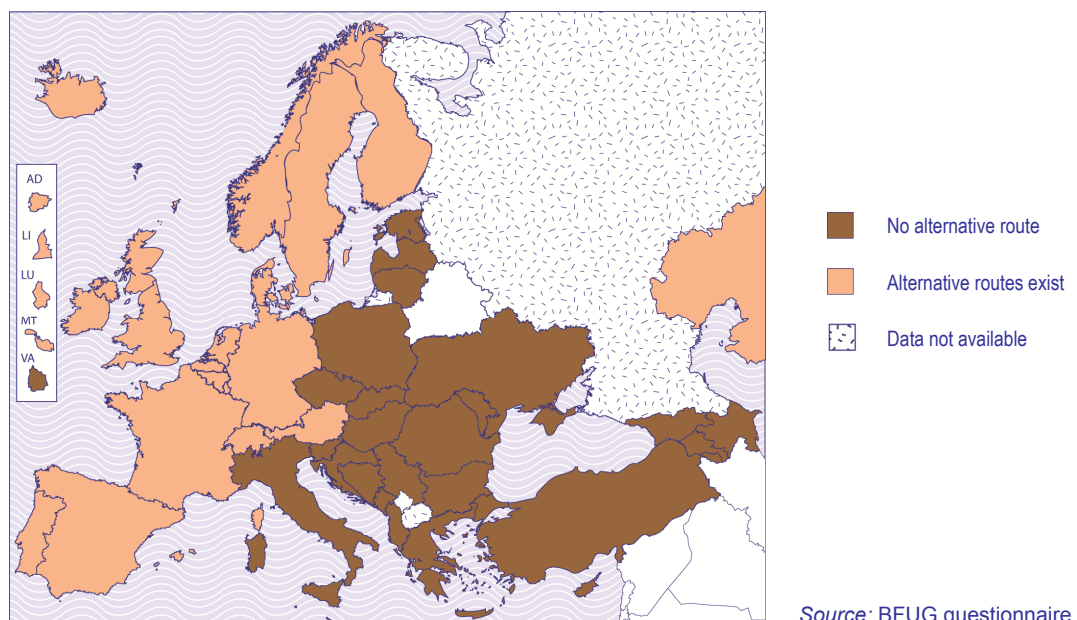 AD
LI
LU
MT
VA
No alternative route
Alternative routes exist
Data not available
Source: BFUG questionnaire